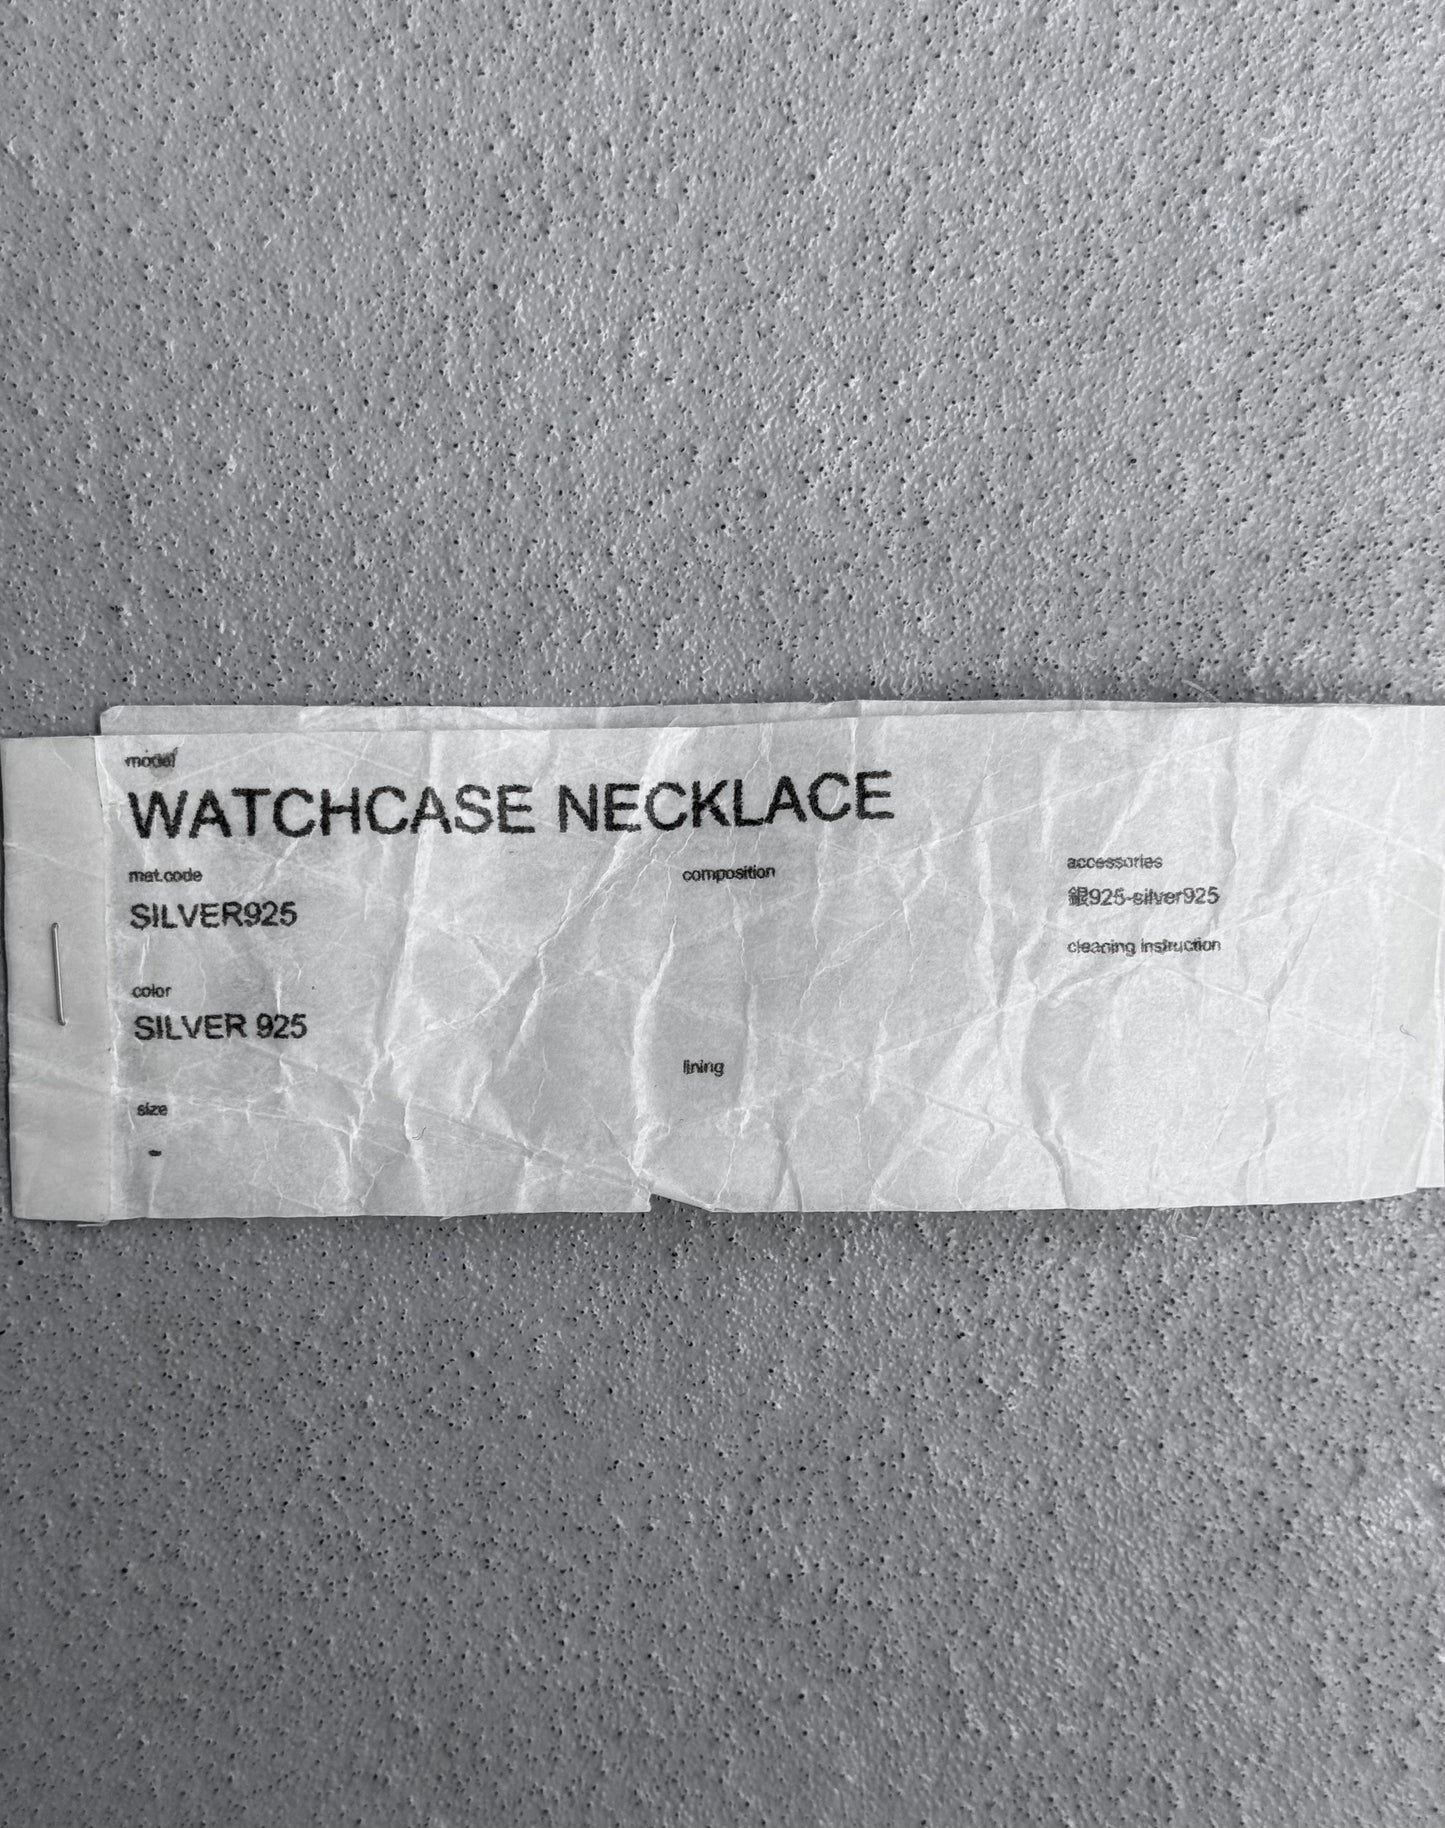 model
WATCHCASE NECKLACE
mat.code
SILVER925
color
SILVER 925
size
-
composition
lining
accessories
銀925-silver925
cleaning instruction